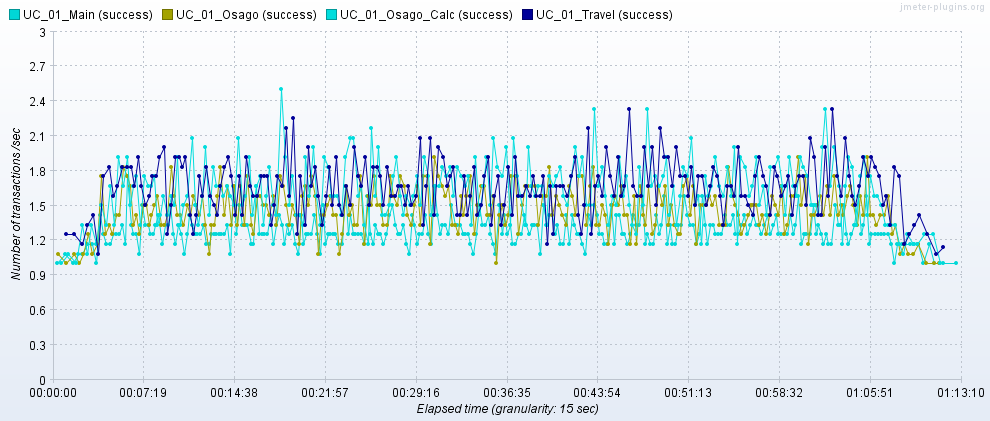 jmeter-plugins.org
UC_01_Main (success) UC_01_Osago (success) UC_01_Osago_Calc (success) UC_01_Travel (success)
3
2.7
2.4
2.1
1.8
1.5
1.2
0.9
0.6
0.3
0
Number of transactions/sec
00:00:00 00:07:19 00:14:38 00:21:57 00:29:16 00:36:35 00:43:54 00:51:13 00:58:32 01:05:51 01:13:10
Elapsed time (granularity: 15 sec)